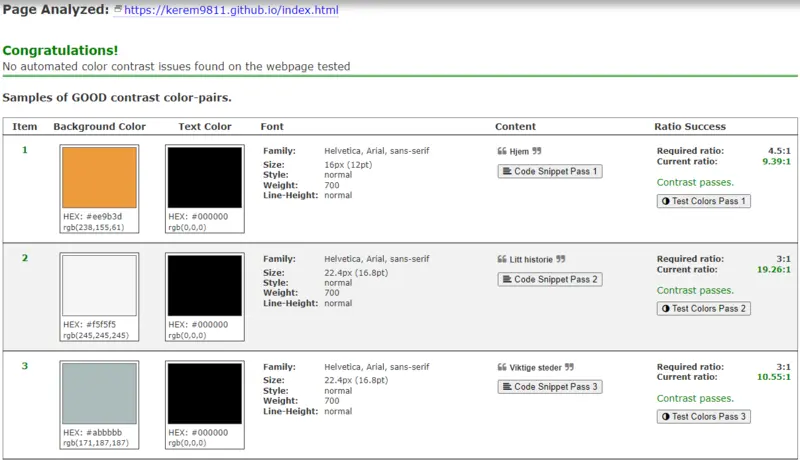 Page Analyzed: https://kerem9811.github.io/index.html
Congratulations!
No automated color contrast issues found on the webpage tested
Samples of GOOD contrast color-pairs.
Item Background Color Text Color Font Content Ratio Success
1
HEX: #ee9b3d
rgb(238,155,61)
HEX: #000000
rgb(0,0,0)
Family: Helvetica, Arial, sans-serif
Size: 16px (12pt)
Style: normal
Weight: 700
Line-Height: normal
❝ Hjem ❞
Code Snippet Pass 1
Required ratio: 4.5:1
Current ratio: 9.39:1
Contrast passes.
Test Colors Pass 1
2
HEX: #f5f5f5
rgb(245,245,245)
HEX: #000000
rgb(0,0,0)
Family: Helvetica, Arial, sans-serif
Size: 22.4px (16.8pt)
Style: normal
Weight: 700
Line-Height: normal
❝ Litt historie ❞
Code Snippet Pass 2
Required ratio: 3:1
Current ratio: 19.26:1
Contrast passes.
Test Colors Pass 2
3
HEX: #abbbbb
rgb(171,187,187)
HEX: #000000
rgb(0,0,0)
Family: Helvetica, Arial, sans-serif
Size: 22.4px (16.8pt)
Style: normal
Weight: 700
Line-Height: normal
❝ Viktige steder ❞
Code Snippet Pass 3
Required ratio: 3:1
Current ratio: 10.55:1
Contrast passes.
Test Colors Pass 3